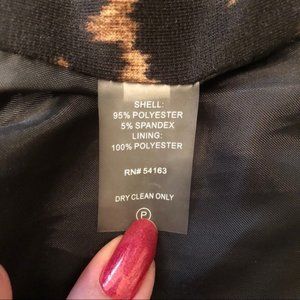 SHELL:
95% POLYESTER
5% SPANDEX
LINING:
100% POLYESTER
RN# 54163
DRY CLEAN ONLY
P